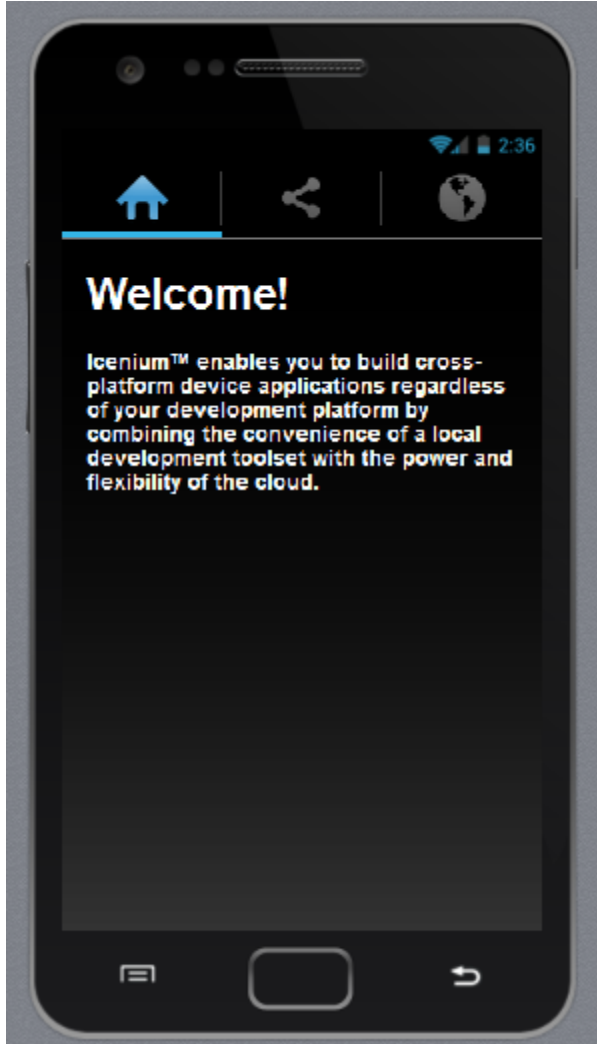 2:36
Welcome!
Icenium™ enables you to build cross-
platform device applications regardless
of your development platform by
combining the convenience of a local
development toolset with the power and
flexibility of the cloud.